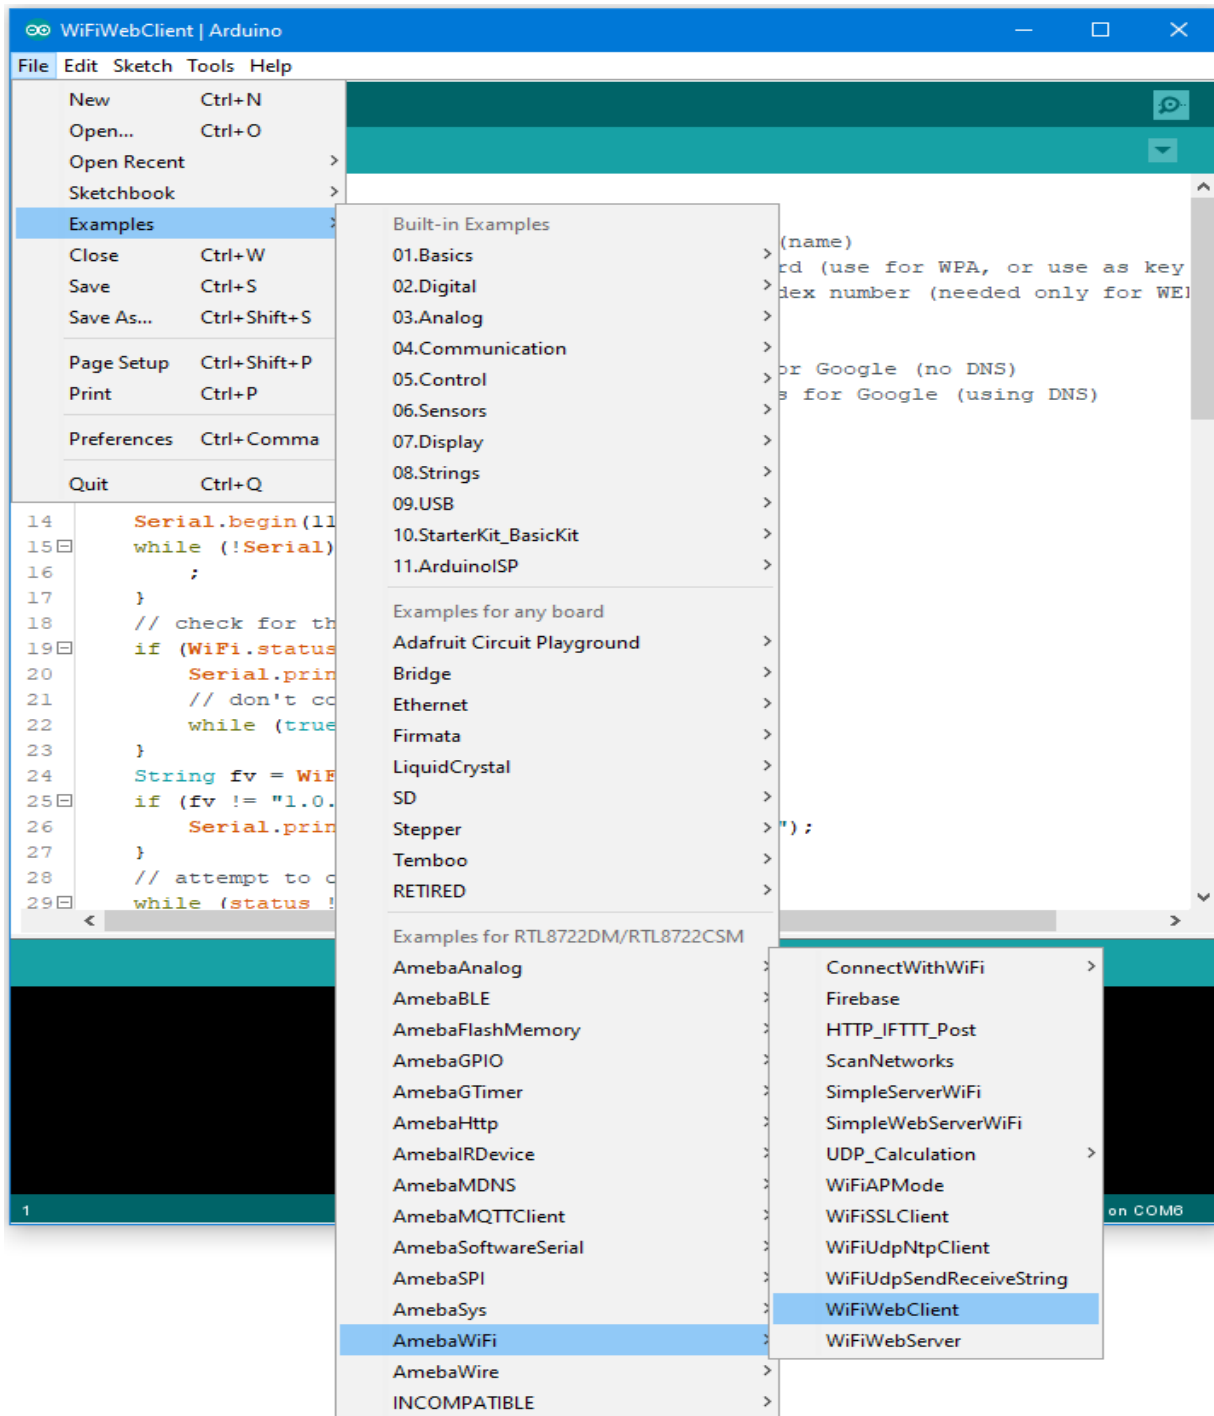 WiFiWebClient | Arduino
File Edit Sketch Tools Help
New Ctrl+N
Open... Ctrl+O
Open Recent
Sketchbook
Examples
Close Ctrl+W
Save Ctrl+S
Save As... Ctrl+Shift+S
Page Setup Ctrl+Shift+P
Print Ctrl+P
Preferences Ctrl+Comma
Quit Ctrl+Q
Built-in Examples
01.Basics
02.Digital
03.Analog
04.Communication
05.Control
06.Sensors
07.Display
08.Strings
09.USB
10.StarterKit_BasicKit
11.ArduinoISP
Examples for any board
Adafruit Circuit Playground
Bridge
Ethernet
Firmata
LiquidCrystal
SD
Stepper
Temboo
RETIRED
Examples for RTL8722DM/RTL8722CSM
AmebaAnalog
AmebaBLE
AmebaFlashMemory
AmebaGPIO
AmebaGTimer
AmebaHttp
AmebaIRDevice
AmebaMDNS
AmebaMQTTClient
AmebaSoftwareSerial
AmebaSPI
AmebaSys
AmebaWiFi
AmebaWire
INCOMPATIBLE
ConnectWithWiFi
Firebase
HTTP_IFTTT_Post
ScanNetworks
SimpleServerWiFi
SimpleWebServerWiFi
UDP_Calculation
WiFiAPMode
WiFiSSLClient
WiFiUdpNtpClient
WiFiUdpSendReceiveString
WiFiWebClient
WiFiWebServer
(name)
rd (use for WPA, or use as key
dex number (needed only for WE
or Google (no DNS)
s for Google (using DNS)
14 Serial.begin(11
15 while (!Serial)
16 ;
17 }
18 // check for th
19 if (WiFi.status
20 Serial.prin
21 // don't co
22 while (true
23 }
24 String fv = WiF
25 if (fv != "1.0.
26 Serial.prin ");
27 }
28 // attempt to c
29 while (status !
1 on COM6